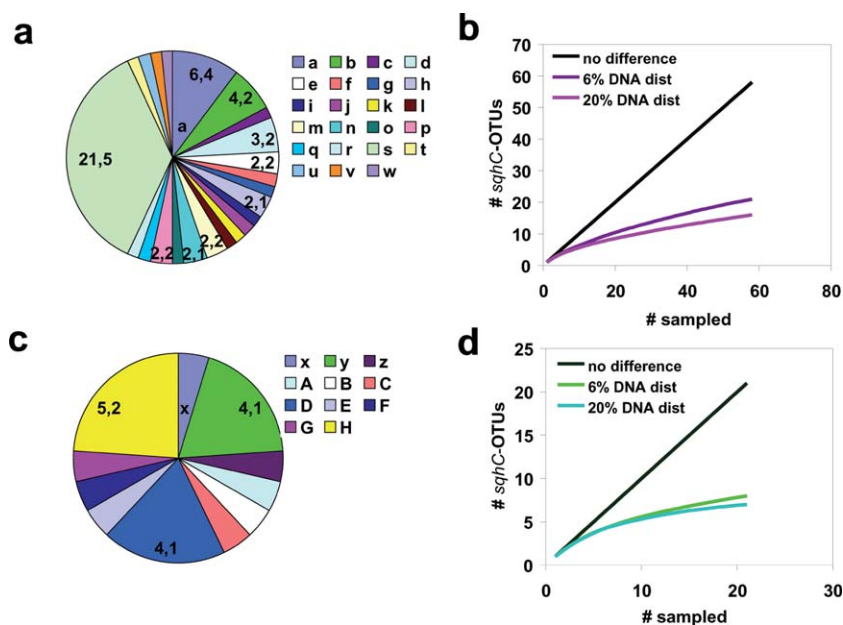 a
6,4
4,2
a
3,2
2,2
21,5
2,1
2,2
2,1
2,2
a b c d
e f g h
i j k l
m n o p
q r s t
u v w
b
70
60
50
40
30
20
10
0
# sqhC-OTUs
no difference
6% DNA dist
20% DNA dist
0 20 40 60 80
# sampled
c
5,2
x
4,1
4,1
x y z
A B C
D E F
G H
d
25
20
15
10
5
0
# sqhC-OTUs
no difference
6% DNA dist
20% DNA dist
0 10 20 30
# sampled